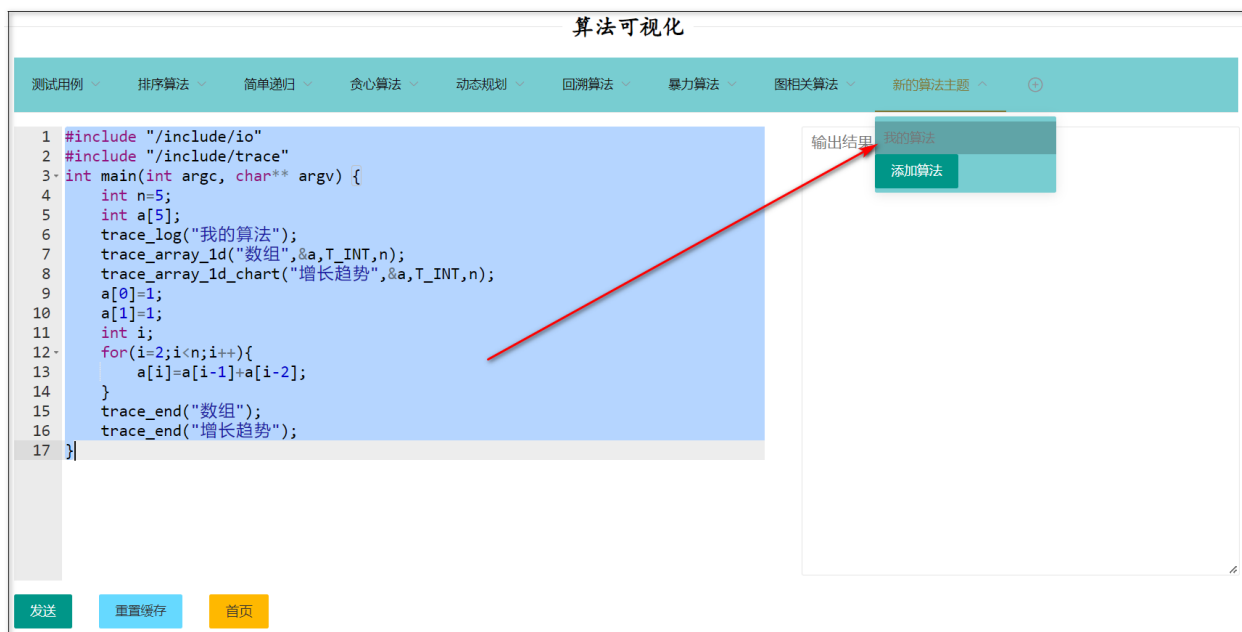 算法可视化
测试用例 排序算法 简单递归 贪心算法 动态规划 回溯算法 暴力算法 图相关算法 新的算法主题
我的算法
添加算法
1 #include "/include/io"
2 #include "/include/trace"
3 int main(int argc, char** argv) {
4     int n=5;
5     int a[5];
6     trace_log("我的算法");
7     trace_array_1d("数组",&a,T_INT,n);
8     trace_array_1d_chart("增长趋势",&a,T_INT,n);
9     a[0]=1;
10     a[1]=1;
11     int i;
12     for(i=2;i<n;i++){
13         a[i]=a[i-1]+a[i-2];
14     }
15     trace_end("数组");
16     trace_end("增长趋势");
17 }
输出结果
发送 重置缓存 首页